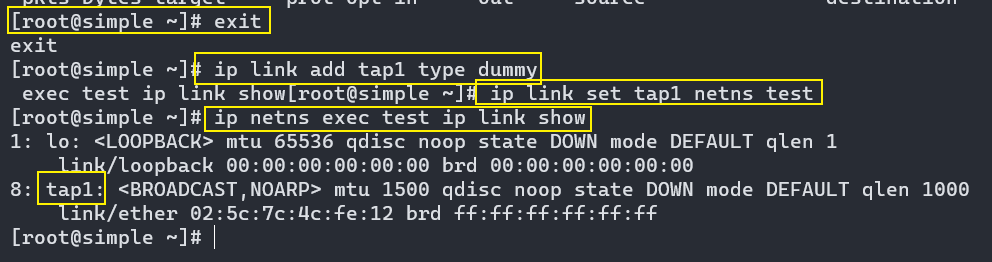 pkts bytes target     prot opt in     out     source               destination
[root@simple ~]# exit
exit
[root@simple ~]# ip link add tap1 type dummy
 exec test ip link show[root@simple ~]# ip link set tap1 netns test
[root@simple ~]# ip netns exec test ip link show
1: lo: <LOOPBACK> mtu 65536 qdisc noop state DOWN mode DEFAULT qlen 1
    link/loopback 00:00:00:00:00:00 brd 00:00:00:00:00:00
8: tap1: <BROADCAST,NOARP> mtu 1500 qdisc noop state DOWN mode DEFAULT qlen 1000
    link/ether 02:5c:7c:4c:fe:12 brd ff:ff:ff:ff:ff:ff
[root@simple ~]#